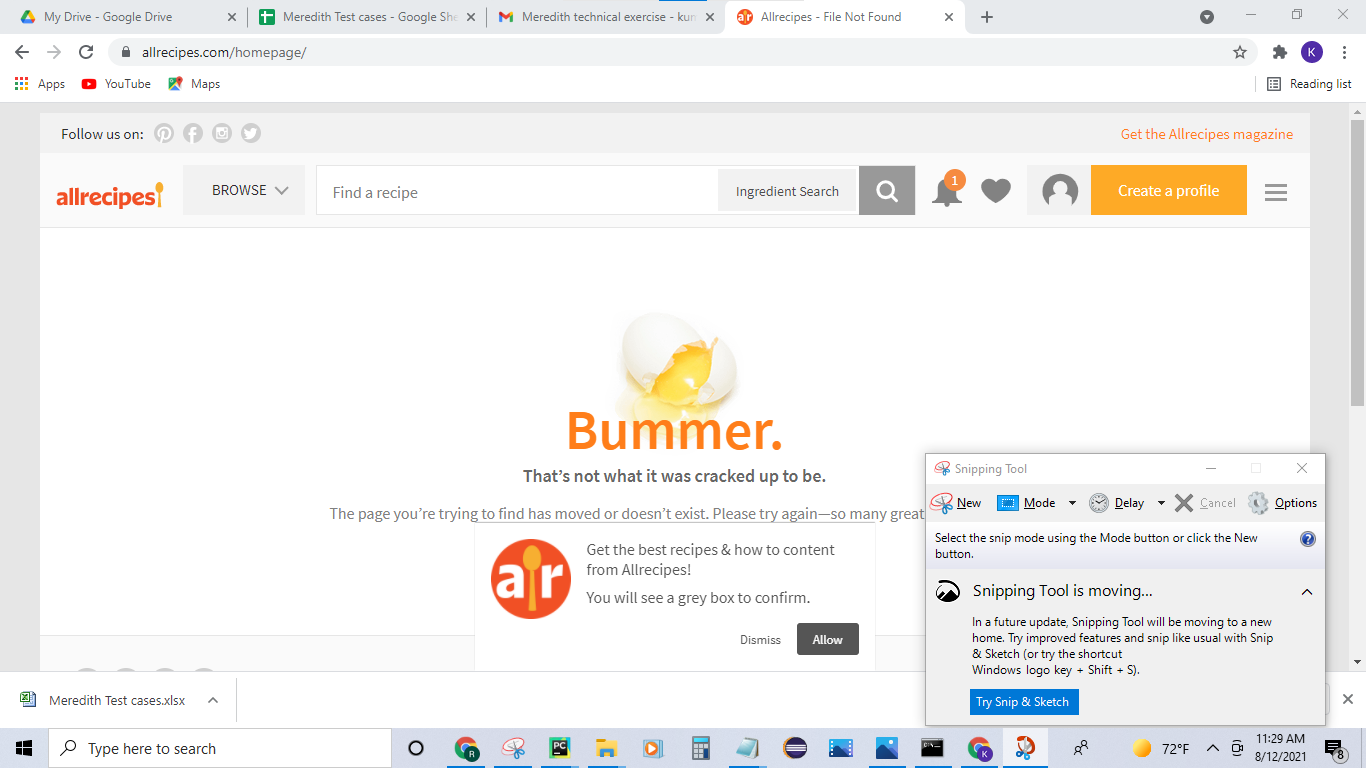 My Drive - Google Drive
Meredith Test cases - Google She
Meredith technical exercise - kun
Allrecipes - File Not Found
allrecipes.com/homepage/
K
Apps
YouTube
Maps
Reading list
Follow us on:
Get the Allrecipes magazine
allrecipes
BROWSE
Find a recipe
Ingredient Search
1
Create a profile
Bummer.
That's not what it was cracked up to be.
The page you're trying to find has moved or doesn't exist. Please try again—so many great
Get the best recipes & how to content
from Allrecipes!
You will see a grey box to confirm.
Dismiss
Allow
Snipping Tool
New
Mode
Delay
Cancel
Options
Select the snip mode using the Mode button or click the New
button.
Snipping Tool is moving...
In a future update, Snipping Tool will be moving to a new
home. Try improved features and snip like usual with Snip
& Sketch (or try the shortcut
Windows logo key + Shift + S).
Try Snip & Sketch
Meredith Test cases.xlsx
Type here to search
72°F
11:29 AM
8/12/2021
8